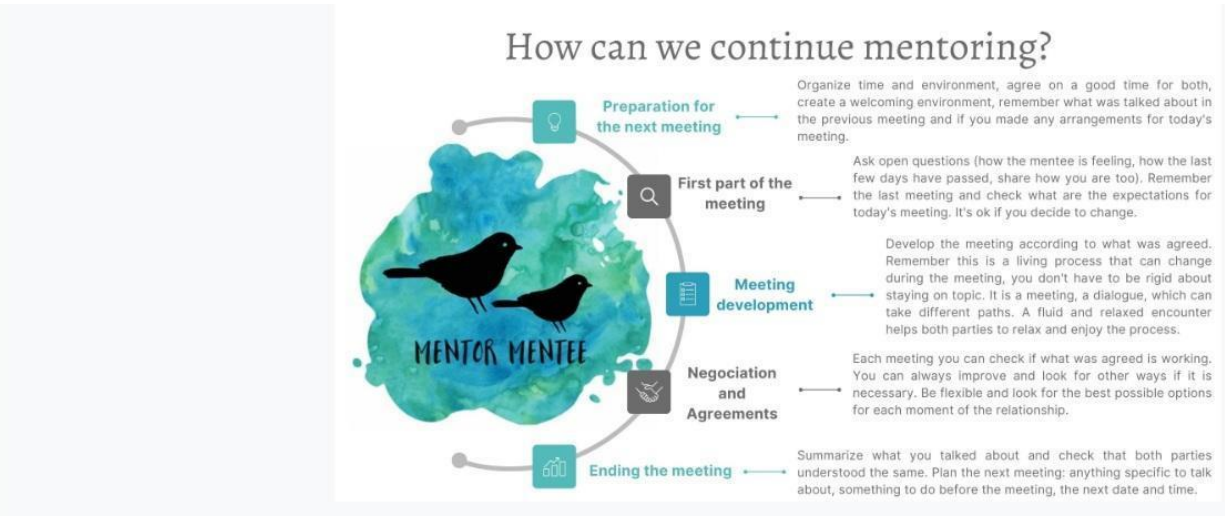 How can we continue mentoring?
Preparation for
the next meeting
Organize time and environment, agree on a good time for both,
create a welcoming environment, remember what was talked about in
the previous meeting and if you made any arrangements for today's
meeting.
First part of the
meeting
Ask open questions (how the mentee is feeling, how the last
few days have passed, share how you are too). Remember
the last meeting and check what are the expectations for
today's meeting. It's ok if you decide to change.
Meeting
development
Develop the meeting according to what was agreed.
Remember this is a living process that can change
during the meeting, you don't have to be rigid about
staying on topic. It is a meeting, a dialogue, which can
take different paths. A fluid and relaxed encounter
helps both parties to relax and enjoy the process.
MENTOR MENTEE
Negociation
and
Agreements
Each meeting you can check if what was agreed is working.
You can always improve and look for other ways if it is
necessary. Be flexible and look for the best possible options
for each moment of the relationship.
Ending the meeting
Summarize what you talked about and check that both parties
understood the same. Plan the next meeting: anything specific to talk
about, something to do before the meeting, the next date and time.